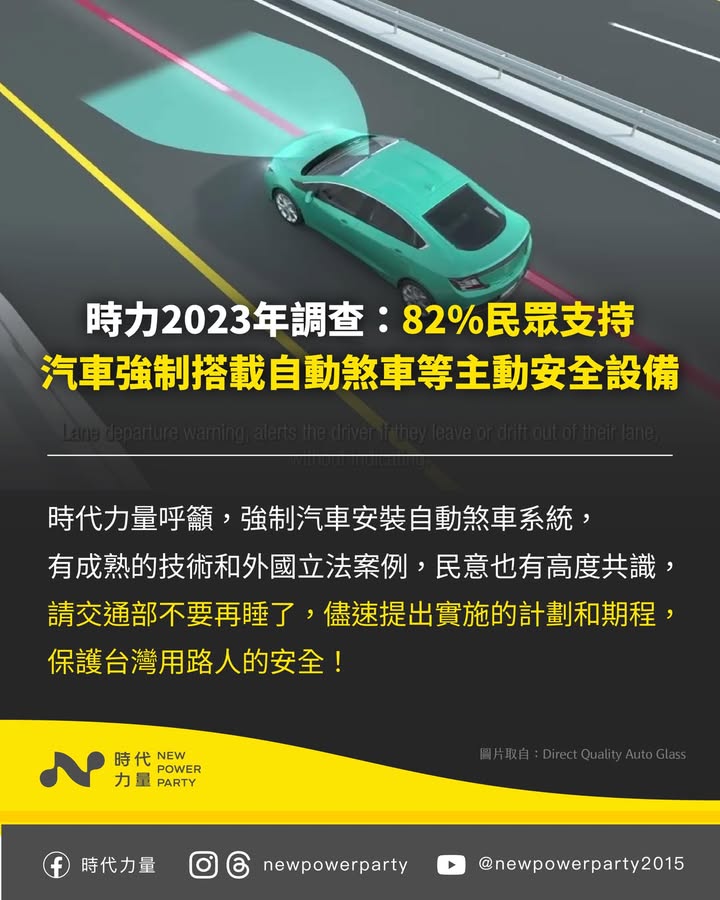 時力2023年調查：82%民眾支持
汽車強制搭載自動煞車等主動安全設備
Lane departure warning, alerts the driver if they leave or drift out of their lane,
without indicating
時代力量呼籲，強制汽車安裝自動煞車系統，
有成熟的技術和外國立法案例，民意也有高度共識，
請交通部不要再睡了，儘速提出實施的計劃和期程，
保護台灣用路人的安全！
圖片取自：Direct Quality Auto Glass
時代 NEW
力量 POWER
PARTY
時代力量 newpowerparty @newpowerparty2015